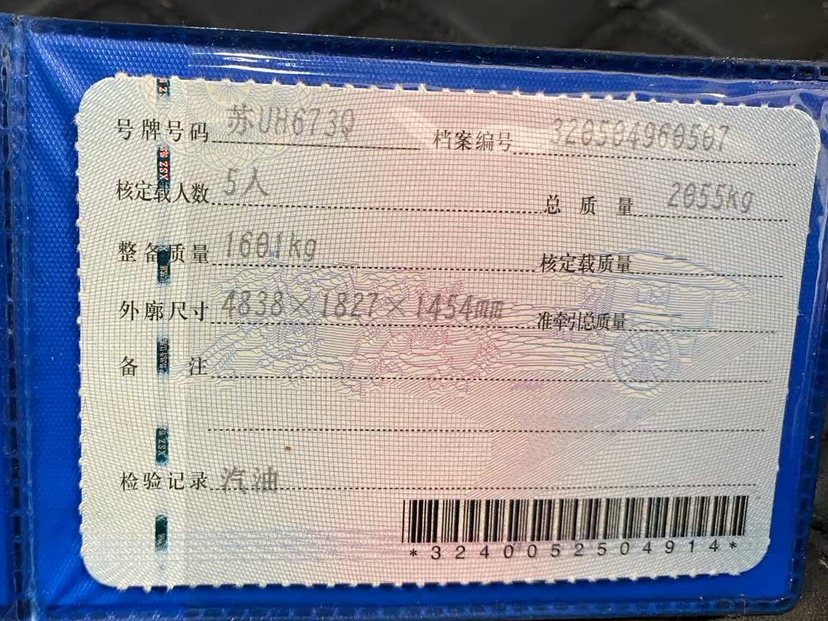 号牌号码 苏UH673Q 档案编号 320504960507
核定载人数 5人 总质量 2055kg
整备质量 1601kg 核定载质量 --
外廓尺寸 4838×1827×1454mm 准牵引总质量 --
备注
检验记录 汽油
*3240052504914*